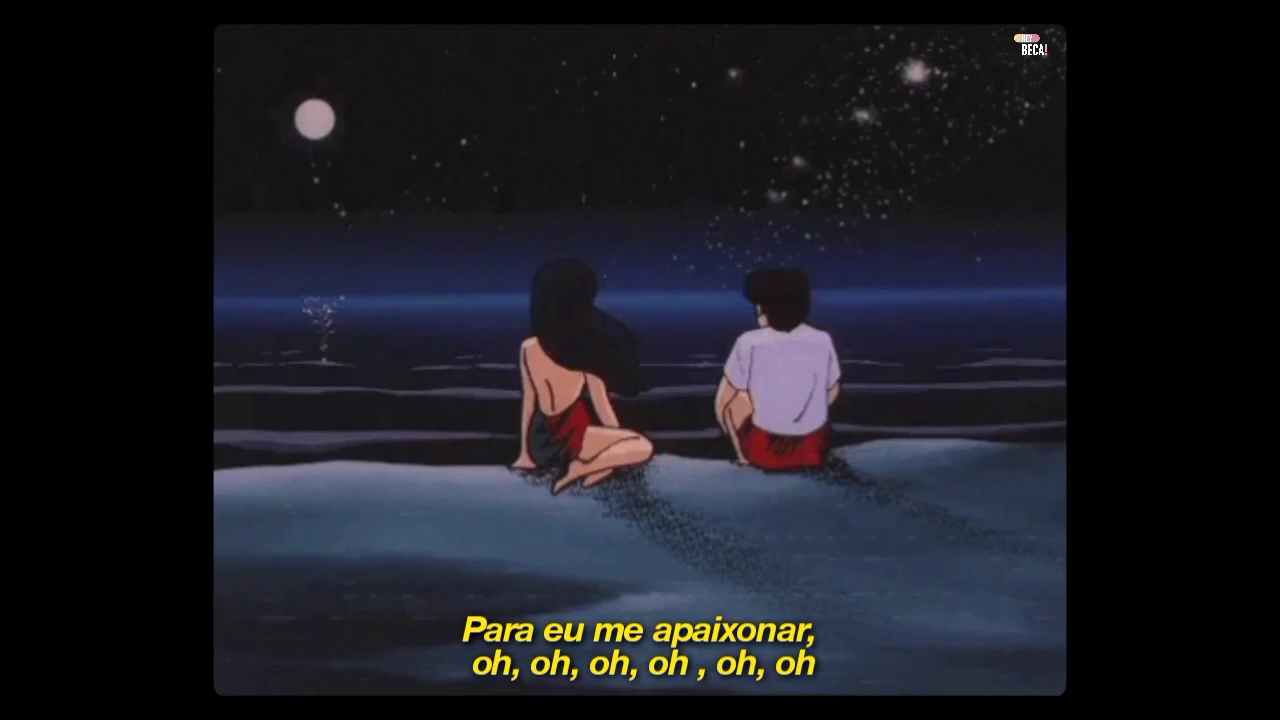 HEY
BECA!
Para eu me apaixonar,
oh, oh, oh, oh , oh, oh